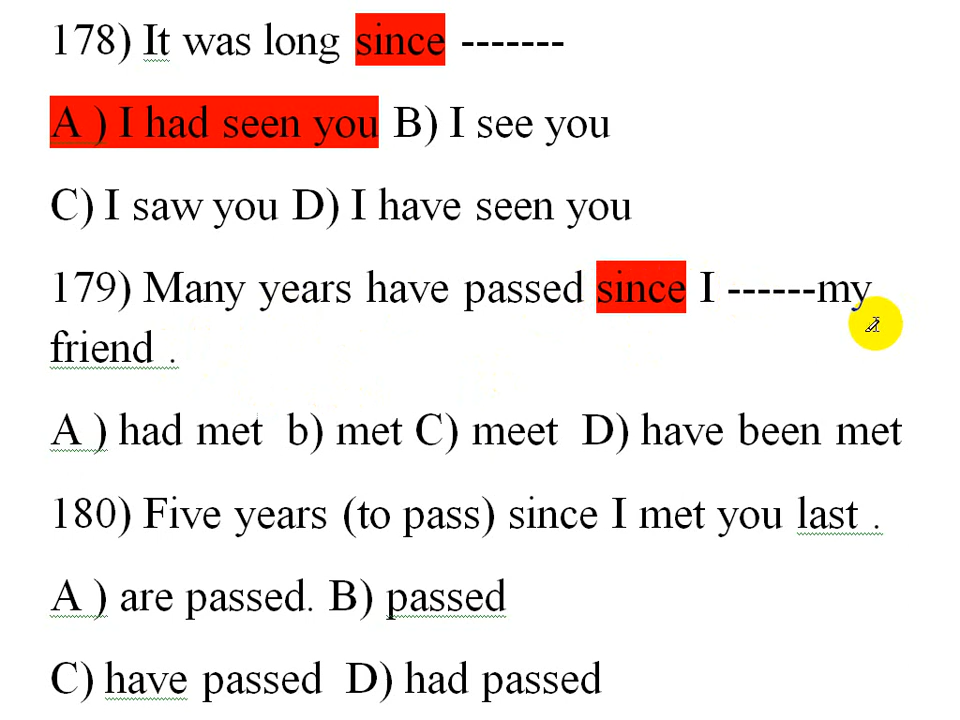 178) It was long since -------
A ) I had seen you B) I see you
C) I saw you D) I have seen you
179) Many years have passed since I ------my
friend .
A ) had met b) met C) meet D) have been met
180) Five years (to pass) since I met you last .
A ) are passed. B) passed
C) have passed D) had passed